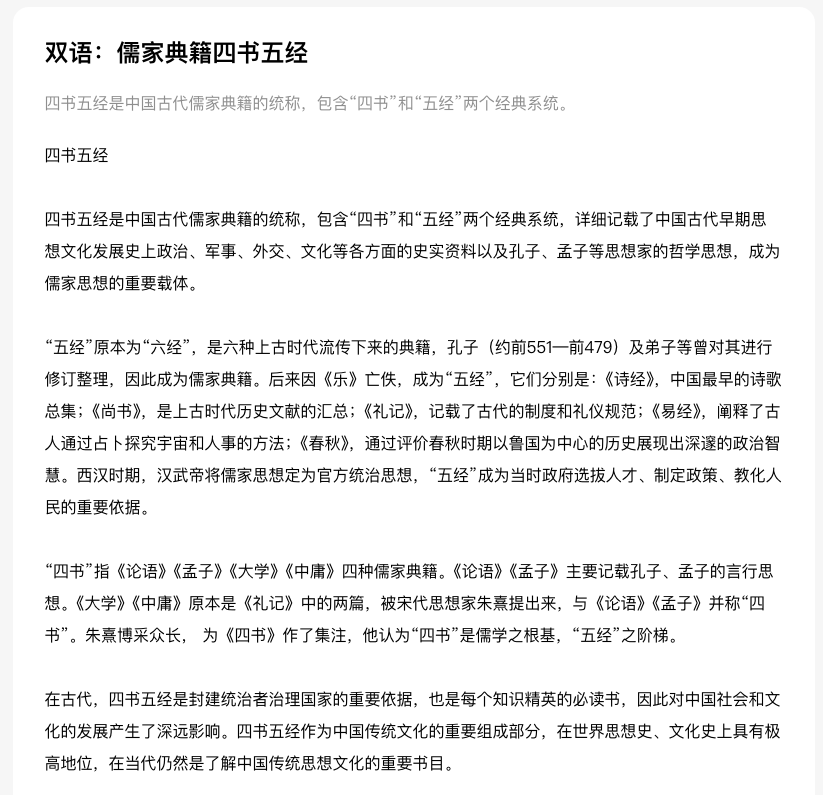 双语：儒家典籍四书五经
四书五经是中国古代儒家典籍的统称，包含“四书”和“五经”两个经典系统。
四书五经
四书五经是中国古代儒家典籍的统称，包含“四书”和“五经”两个经典系统，详细记载了中国古代早期思
想文化发展史上政治、军事、外交、文化等各方面的史实资料以及孔子、孟子等思想家的哲学思想，成为
儒家思想的重要载体。
“五经”原本为“六经”，是六种上古时代流传下来的典籍，孔子（约前551—前479）及弟子等曾对其进行
修订整理，因此成为儒家典籍。后来因《乐》亡佚，成为“五经”，它们分别是：《诗经》，中国最早的诗歌
总集；《尚书》，是上古时代历史文献的汇总；《礼记》，记载了古代的制度和礼仪规范；《易经》，阐释了古
人通过占卜探究宇宙和人事的方法；《春秋》，通过评价春秋时期以鲁国为中心的历史展现出深邃的政治智
慧。西汉时期，汉武帝将儒家思想定为官方统治思想，“五经”成为当时政府选拔人才、制定政策、教化人
民的重要依据。
“四书”指《论语》《孟子》《大学》《中庸》四种儒家典籍。《论语》《孟子》主要记载孔子、孟子的言行思
想。《大学》《中庸》原本是《礼记》中的两篇，被宋代思想家朱熹提出来，与《论语》《孟子》并称“四
书”。朱熹博采众长， 为《四书》作了集注，他认为“四书”是儒学之根基，“五经”之阶梯。
在古代，四书五经是封建统治者治理国家的重要依据，也是每个知识精英的必读书，因此对中国社会和文
化的发展产生了深远影响。四书五经作为中国传统文化的重要组成部分，在世界思想史、文化史上具有极
高地位，在当代仍然是了解中国传统思想文化的重要书目。